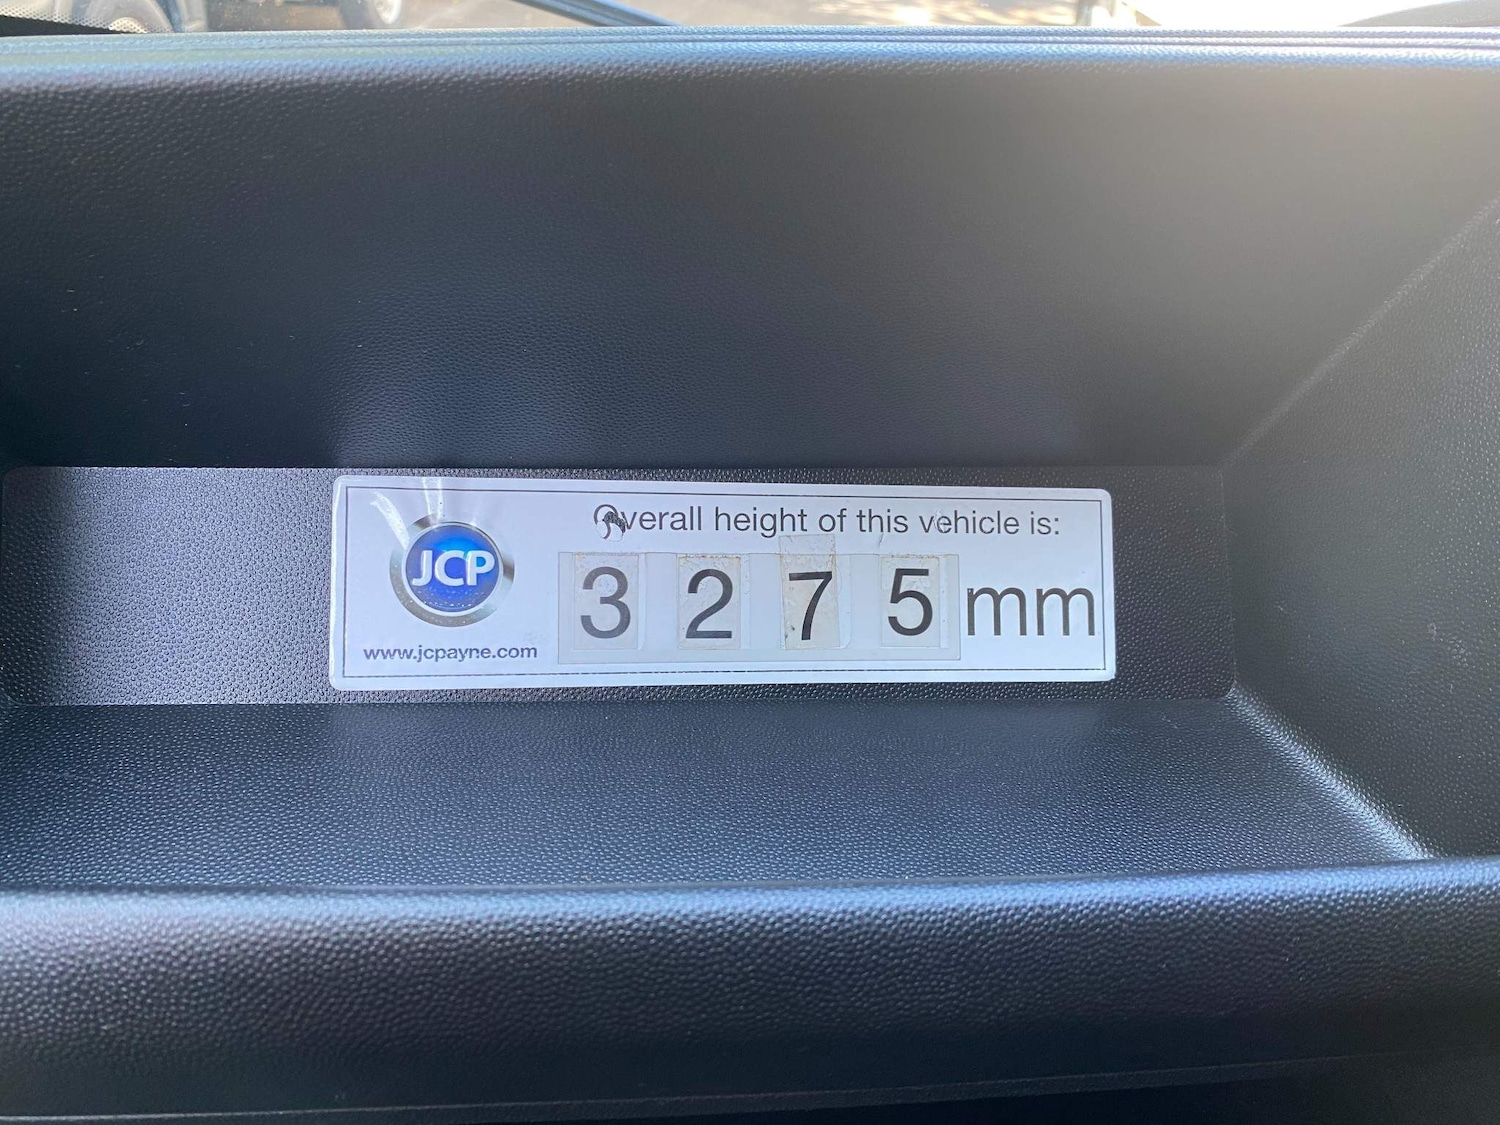 Overall height of this vehicle is:
JCP
3275mm
www.jcpayne.com